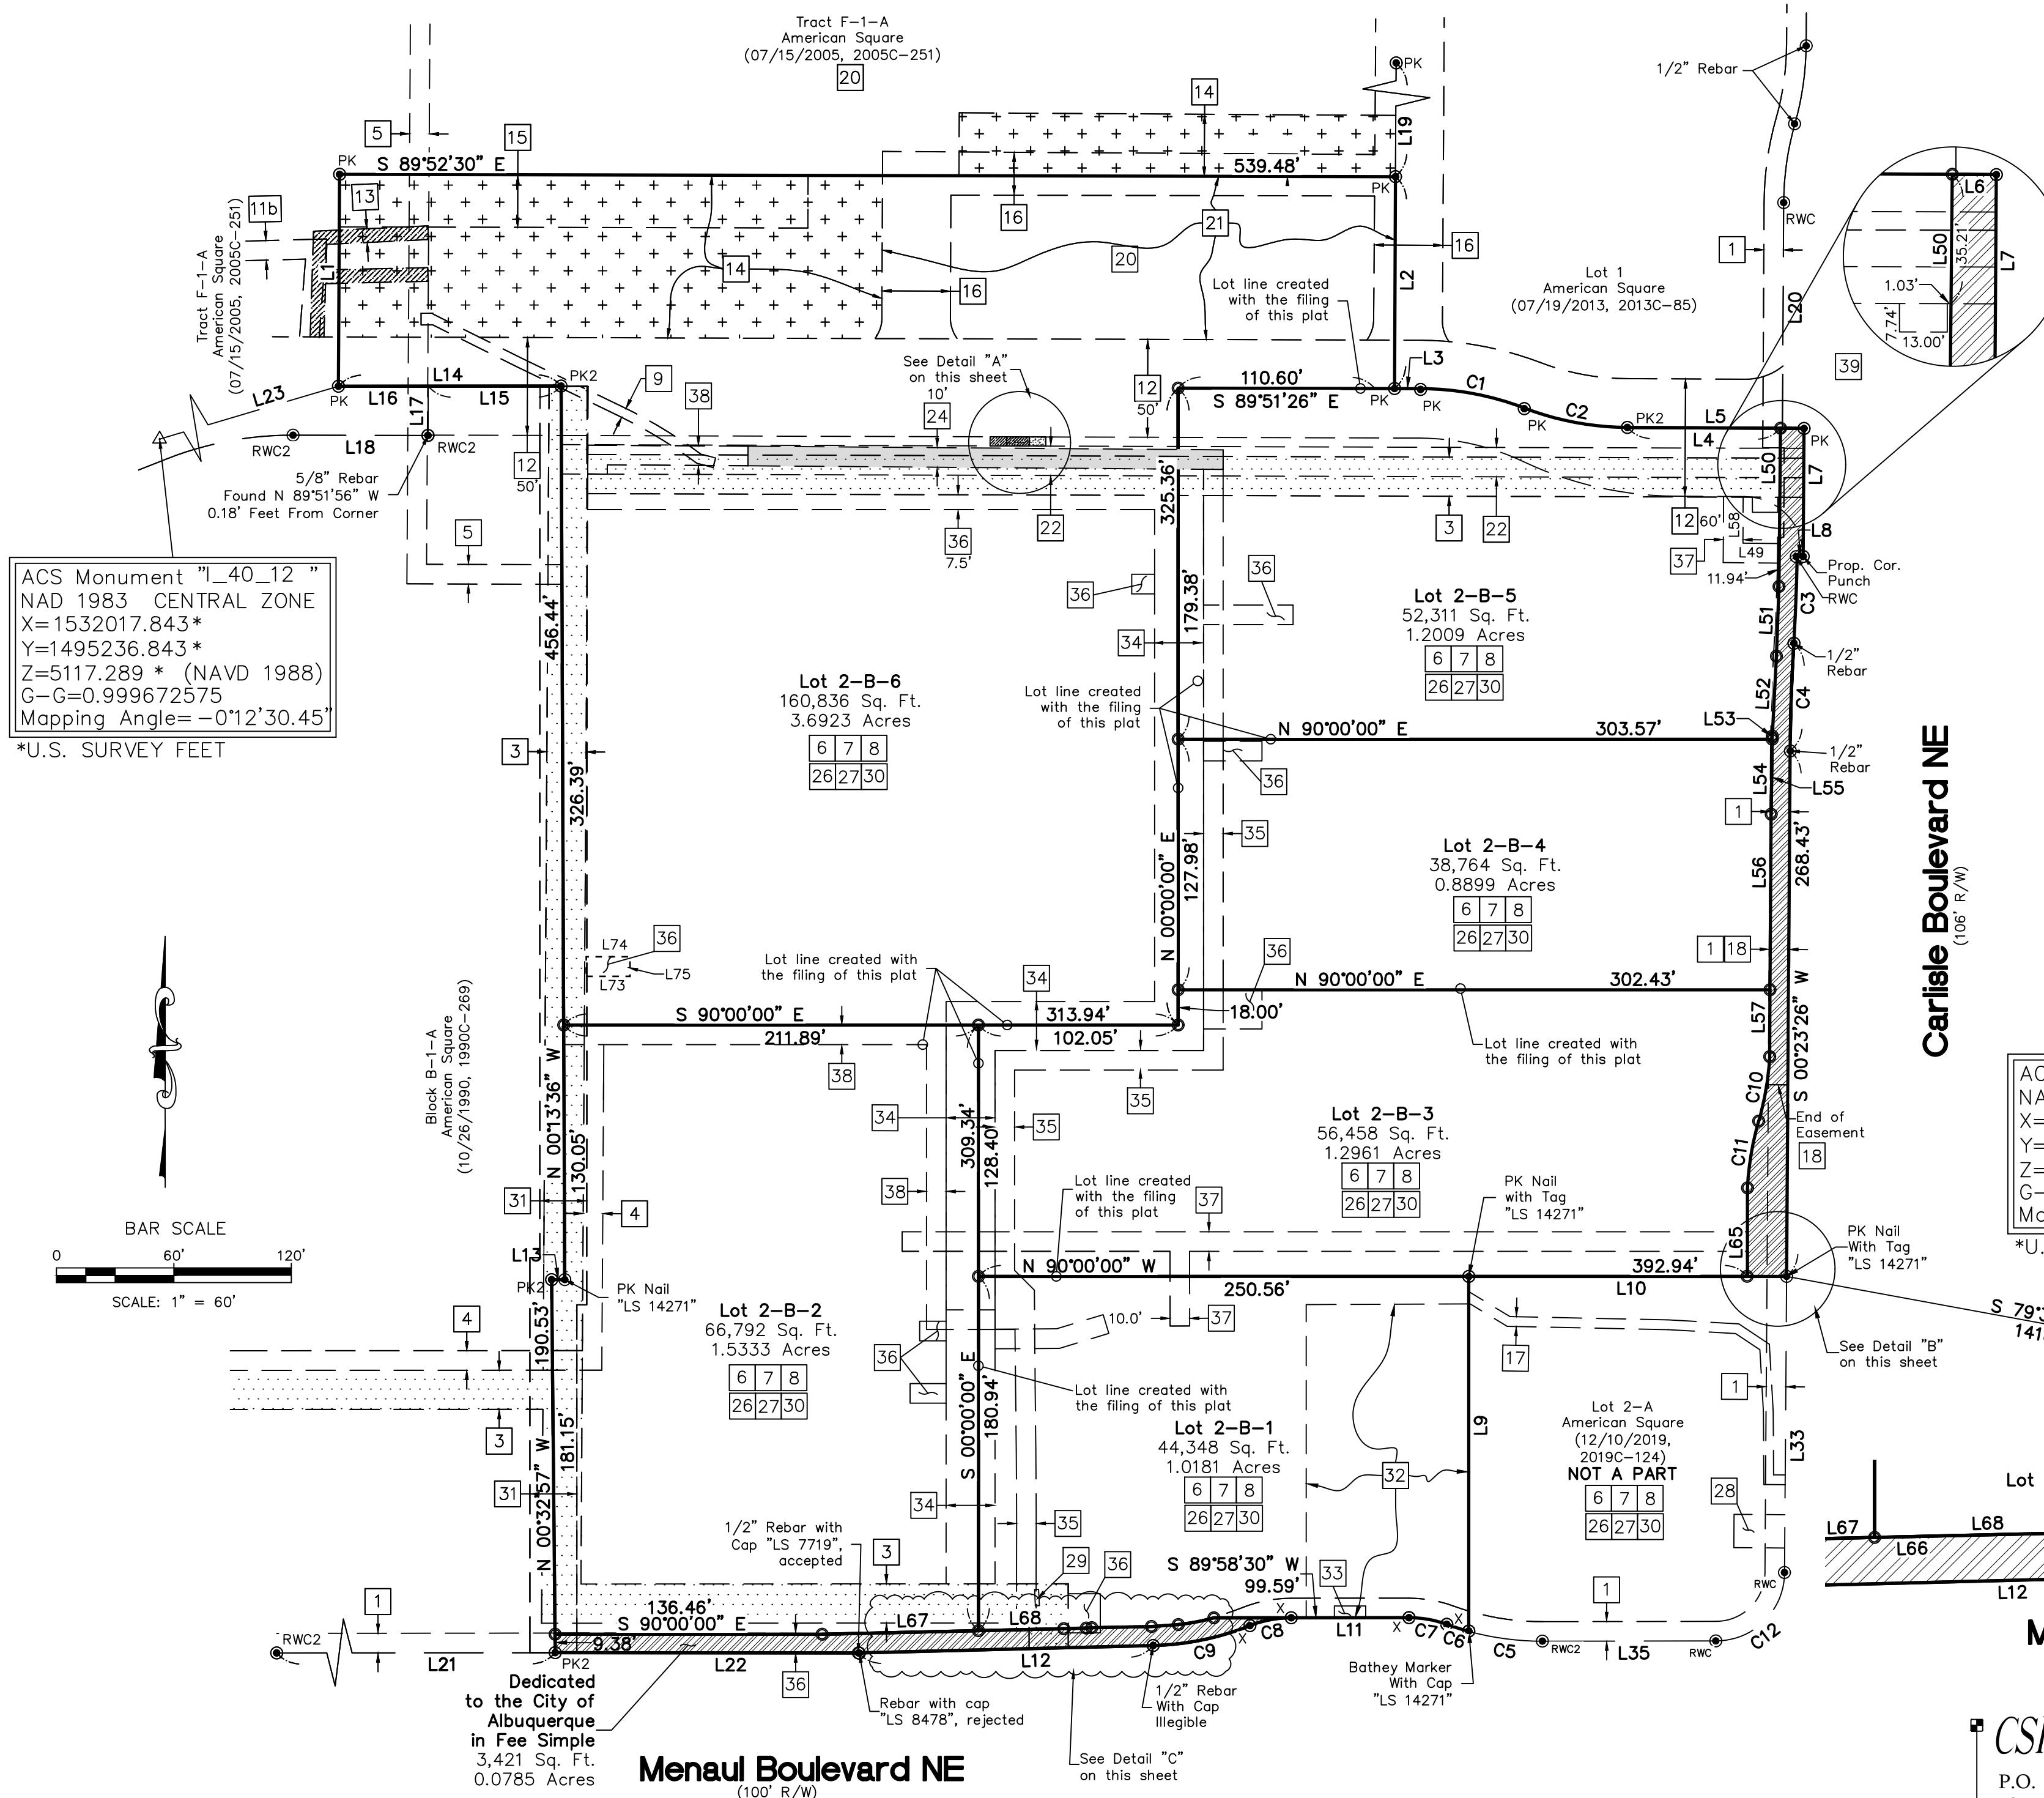 Tract F-1-A
American Square
(07/15/2005, 2005C-251)
20
PK
1/2" Rebar
14
L19
15
5
PK
S 89°52'30" E
539.48'
PK
16
13
11b
Tract F-1-A
American Square
(07/15/2005, 2005C-251)
L1
14
16
21
20
16
L2
Lot line created
with the filing
of this plat
Lot 1
American Square
(07/19/2013, 2013C-85)
RWC
1
L20
39
L6
L50
35.21'
L7
1.03'
7.74'
13.00'
See Detail "A"
on this sheet
12
50'
L3
110.60'
S 89°51'26" E
PK
PK
C1
PK
C2
PK2
L5
L4
PK
L23
PK
L14
L16
L15
L17
PK2
9
38
10'
24
RWC2
L18
RWC2
5/8" Rebar
Found N 89°51'56" W
0.18' Feet From Corner
12
50'
5
36
7.5'
22
3
22
12
60'
L58
L49
37
11.94'
L50
L7
L8
Prop. Cor.
Punch
RWC
C3
L51
1/2"
Rebar
L52
C4
L53
1/2"
Rebar
L54
L55
ACS Monument "I_40_12 "
NAD 1983 CENTRAL ZONE
X=1532017.843*
Y=1495236.843*
Z=5117.289 * (NAVD 1988)
G-G=0.999672575
Mapping Angle= -0°12'30.45"
*U.S. SURVEY FEET
456.44'
325.36'
179.38'
36
36
34
Lot 2-B-5
52,311 Sq. Ft.
1.2009 Acres
6 7 8
26 27 30
Lot 2-B-6
160,836 Sq. Ft.
3.6923 Acres
6 7 8
26 27 30
Lot line created
with the filing
of this plat
N 90°00'00" E
303.57'
36
3
326.39'
1
35
127.98'
N 00°00'00" E
Lot 2-B-4
38,764 Sq. Ft.
0.8899 Acres
6 7 8
26 27 30
L56
268.43'
Carlisle Boulevard NE
(106' R/W)
1 18
S 00°23'26" W
L74
36
L75
L73
Lot line created with
the filing of this plat
34
36
N 90°00'00" E
302.43'
18.00'
Lot line created with
the filing of this plat
L57
Block B-1-A
American Square
(10/26/1990, 1990C-269)
S 90°00'00" E
313.94'
211.89'
102.05'
38
35
N 00°13'36" W
130.05'
34
309.34'
128.40'
35
Lot 2-B-3
56,458 Sq. Ft.
1.2961 Acres
6 7 8
26 27 30
C10
End of
Easement
18
C11
31
4
38
Lot line created
with the filing
of this plat
37
PK Nail
with Tag
"LS 14271"
L65
PK Nail
With Tag
"LS 14271"
BAR SCALE
0 60' 120'
SCALE: 1" = 60'
L13
PK2
PK Nail
"LS 14271"
N 90°00'00" W
392.94'
250.56'
L10
4
190.53'
Lot 2-B-2
66,792 Sq. Ft.
1.5333 Acres
6 7 8
26 27 30
36
10.0'
37
17
See Detail "B"
on this sheet
1
3
S 00°00'00" E
180.94'
Lot line created with
the filing of this plat
Lot 2-B-1
44,348 Sq. Ft.
1.0181 Acres
6 7 8
26 27 30
L9
32
Lot 2-A
American Square
(12/10/2019,
2019C-124)
NOT A PART
6 7 8
26 27 30
L33
28
N 00°32'57" W
181.15'
31
34
35
1/2" Rebar with
Cap "LS 7719",
accepted
3
29
36
S 89°58'30" W
99.59'
33
1
RWC
1
136.46'
S 90°00'00" E
9.38'
L67
L68
RWC2
L21
PK2
L22
L12
C9
X
C8
X
L11
X
C7
X
C6
C5
RWC2
L35
RWC
C12
36
Dedicated
to the City of
Albuquerque
in Fee Simple
3,421 Sq. Ft.
0.0785 Acres
Rebar with cap
"LS 8478", rejected
1/2" Rebar
With Cap
Illegible
Bathey Marker
With Cap
"LS 14271"
See Detail "C"
on this sheet
Menaul Boulevard NE
(100' R/W)
Lot
L67
L68
L66
L12
P.O.